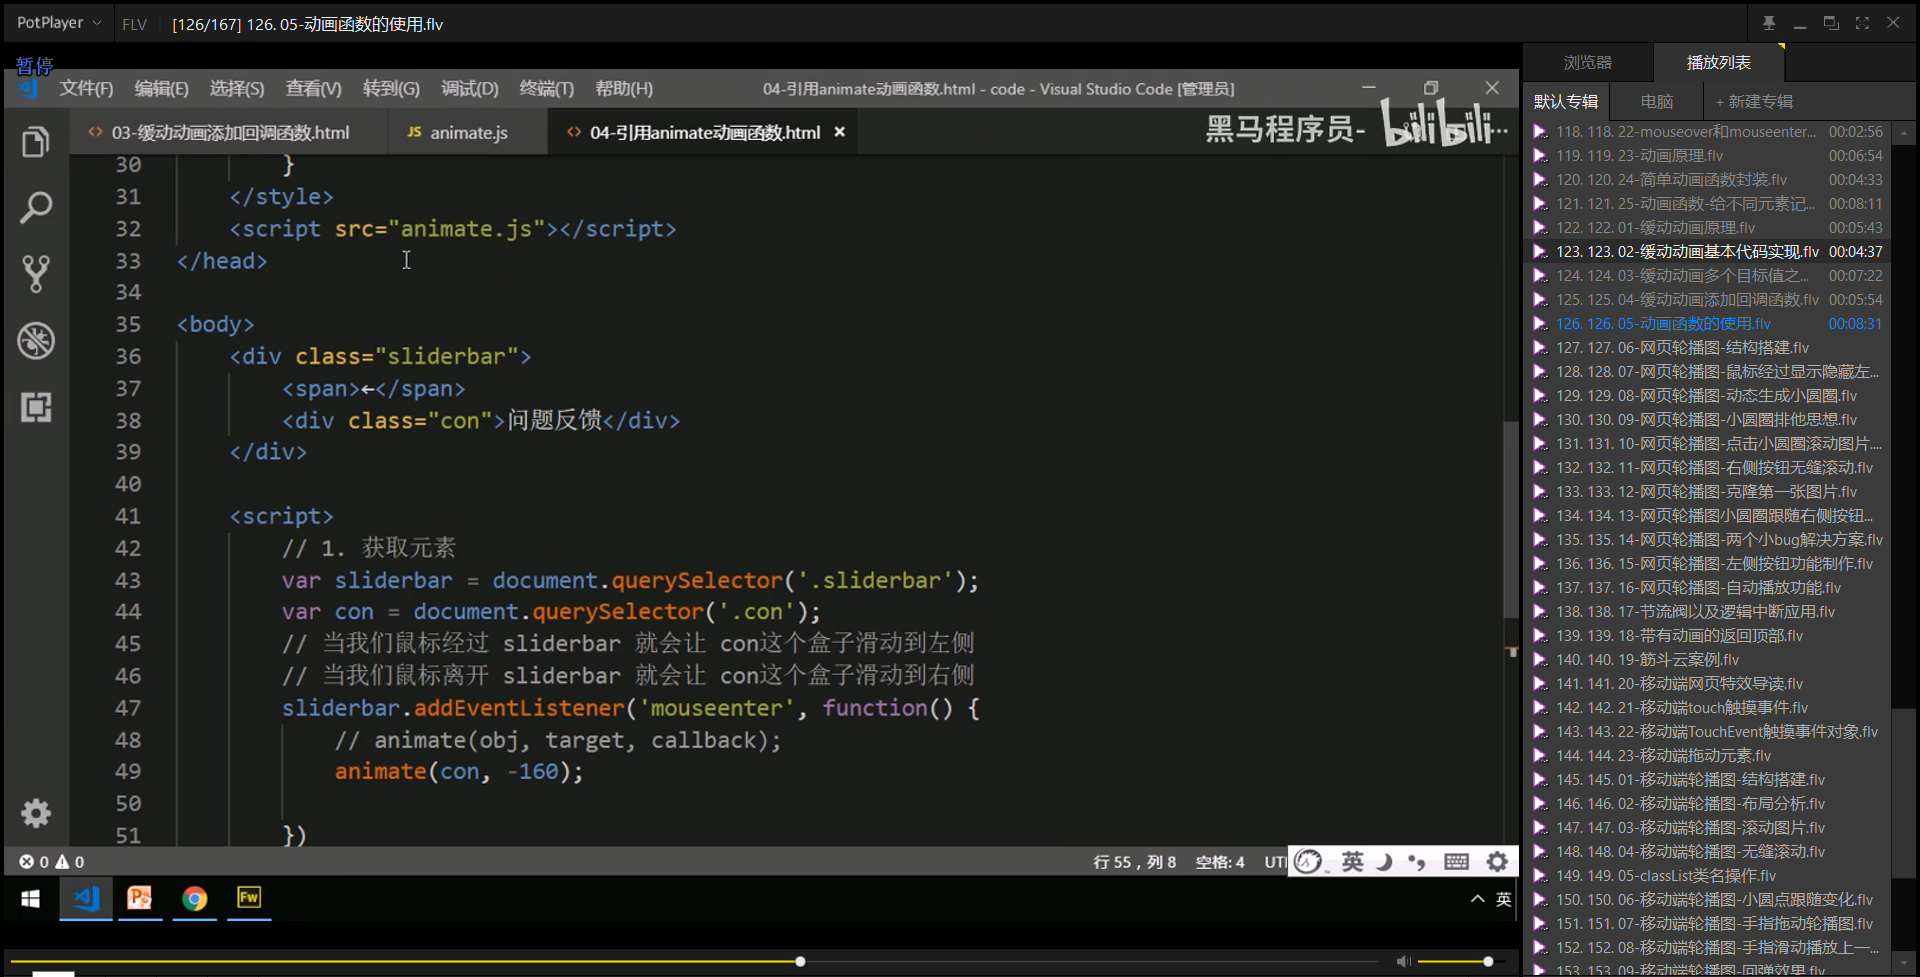 PotPlayer FLV [126/167] 126. 05-动画函数的使用.flv
暂停
文件(F) 编辑(E) 选择(S) 查看(V) 转到(G) 调试(D) 终端(T) 帮助(H) 04-引用animate动画函数.html - code - Visual Studio Code [管理员]
03-缓动动画添加回调函数.html JS animate.js 04-引用animate动画函数.html
黑马程序员- bilibili
30 }
31 </style>
32 <script src="animate.js"></script>
33 </head>
34
35 <body>
36 <div class="sliderbar">
37 <span>←</span>
38 <div class="con">问题反馈</div>
39 </div>
40
41 <script>
42 // 1. 获取元素
43 var sliderbar = document.querySelector('.sliderbar');
44 var con = document.querySelector('.con');
45 // 当我们鼠标经过 sliderbar 就会让 con这个盒子滑动到左侧
46 // 当我们鼠标离开 sliderbar 就会让 con这个盒子滑动到右侧
47 sliderbar.addEventListener('mouseenter', function() {
48 // animate(obj, target, callback);
49 animate(con, -160);
50
51 })
0 0 行 55，列 8 空格: 4 UT 英
Fw 英
浏览器 播放列表
默认专辑 电脑 + 新建专辑
118. 118. 22-mouseover和mouseenter... 00:02:56
119. 119. 23-动画原理.flv 00:06:54
120. 120. 24-简单动画函数封装.flv 00:04:33
121. 121. 25-动画函数-给不同元素记... 00:08:11
122. 122. 01-缓动动画原理.flv 00:05:43
123. 123. 02-缓动动画基本代码实现.flv 00:04:37
124. 124. 03-缓动动画多个目标值之... 00:07:22
125. 125. 04-缓动动画添加回调函数.flv 00:05:54
126. 126. 05-动画函数的使用.flv 00:08:31
127. 127. 06-网页轮播图-结构搭建.flv
128. 128. 07-网页轮播图-鼠标经过显示隐藏左...
129. 129. 08-网页轮播图-动态生成小圆圈.flv
130. 130. 09-网页轮播图-小圆圈排他思想.flv
131. 131. 10-网页轮播图-点击小圆圈滚动图片....
132. 132. 11-网页轮播图-右侧按钮无缝滚动.flv
133. 133. 12-网页轮播图-克隆第一张图片.flv
134. 134. 13-网页轮播图小圆圈跟随右侧按钮...
135. 135. 14-网页轮播图-两个小bug解决方案.flv
136. 136. 15-网页轮播图-左侧按钮功能制作.flv
137. 137. 16-网页轮播图-自动播放功能.flv
138. 138. 17-节流阀以及逻辑中断应用.flv
139. 139. 18-带有动画的返回顶部.flv
140. 140. 19-筋斗云案例.flv
141. 141. 20-移动端网页特效导读.flv
142. 142. 21-移动端touch触摸事件.flv
143. 143. 22-移动端TouchEvent触摸事件对象.flv
144. 144. 23-移动端拖动元素.flv
145. 145. 01-移动端轮播图-结构搭建.flv
146. 146. 02-移动端轮播图-布局分析.flv
147. 147. 03-移动端轮播图-滚动图片.flv
148. 148. 04-移动端轮播图-无缝滚动.flv
149. 149. 05-classList类名操作.flv
150. 150. 06-移动端轮播图-小圆点跟随变化.flv
151. 151. 07-移动端轮播图-手指拖动轮播图.flv
152. 152. 08-移动端轮播图-手指滑动播放上一...
153. 153. 09-移动端轮播图-回弹效果.flv